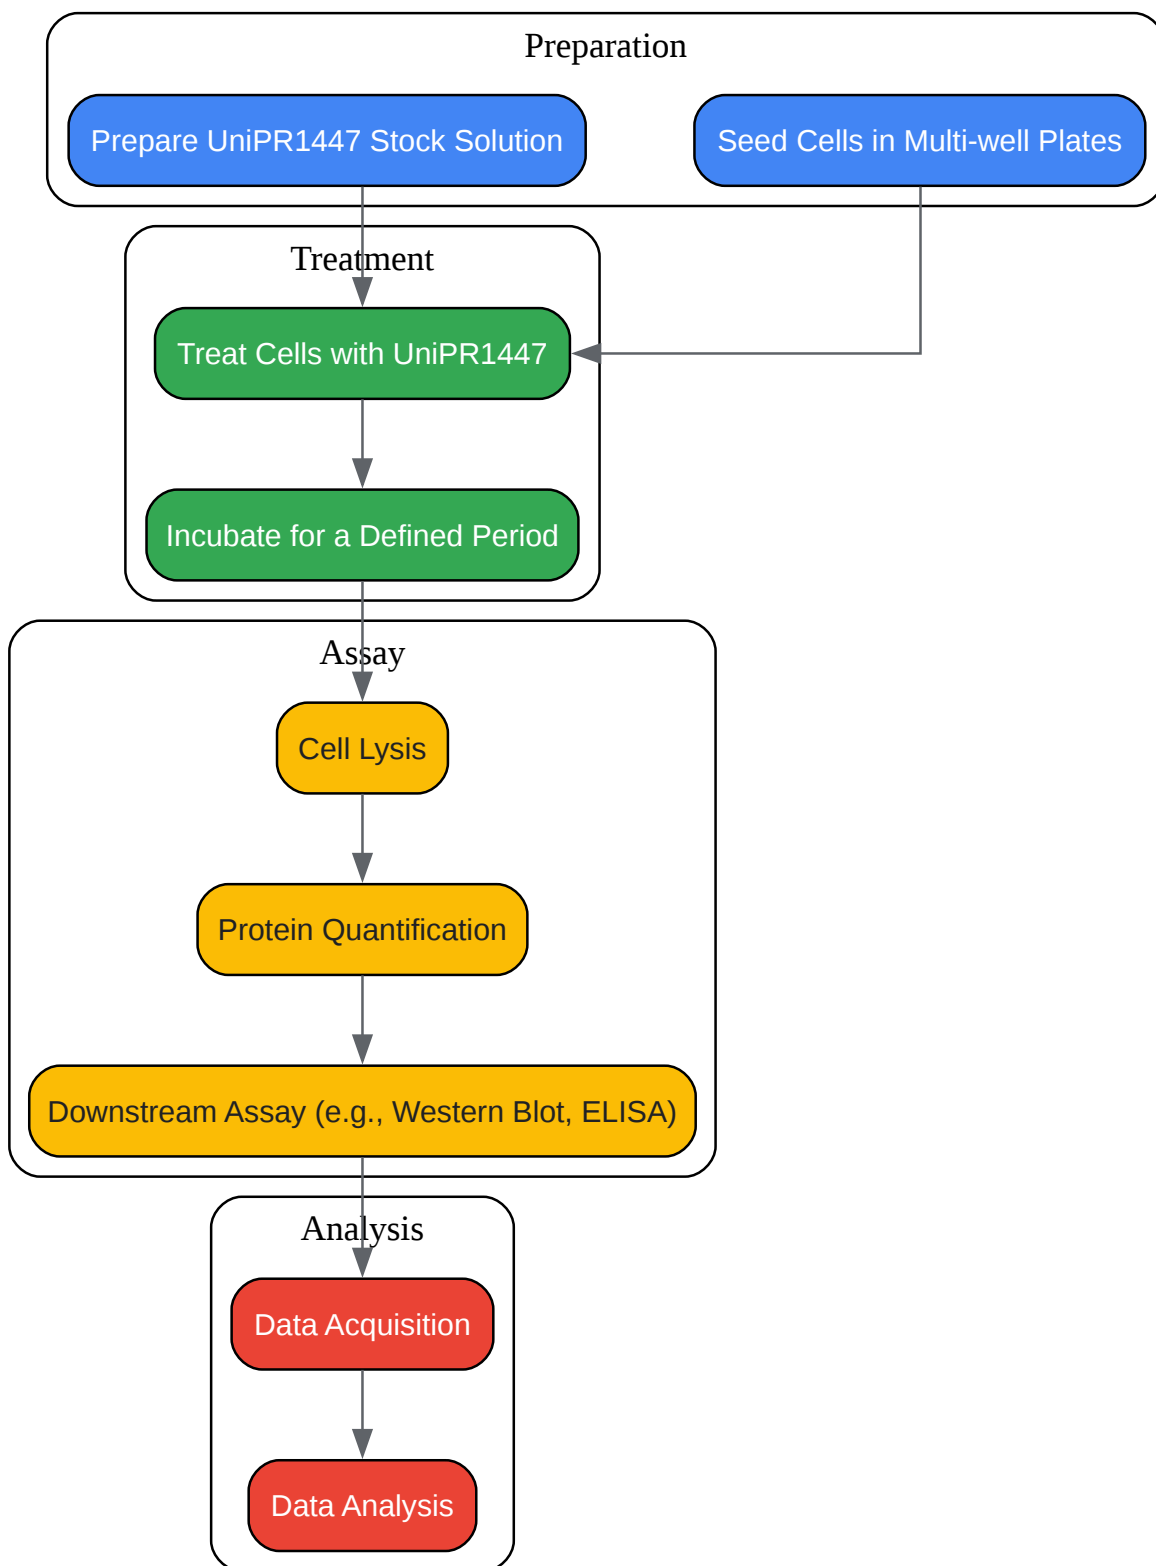 Preparation
Prepare UniPR1447 Stock Solution
Seed Cells in Multi-well Plates
Treatment
Treat Cells with UniPR1447
Incubate for a Defined Period
Assay
Cell Lysis
Protein Quantification
Downstream Assay (e.g., Western Blot, ELISA)
Analysis
Data Acquisition
Data Analysis